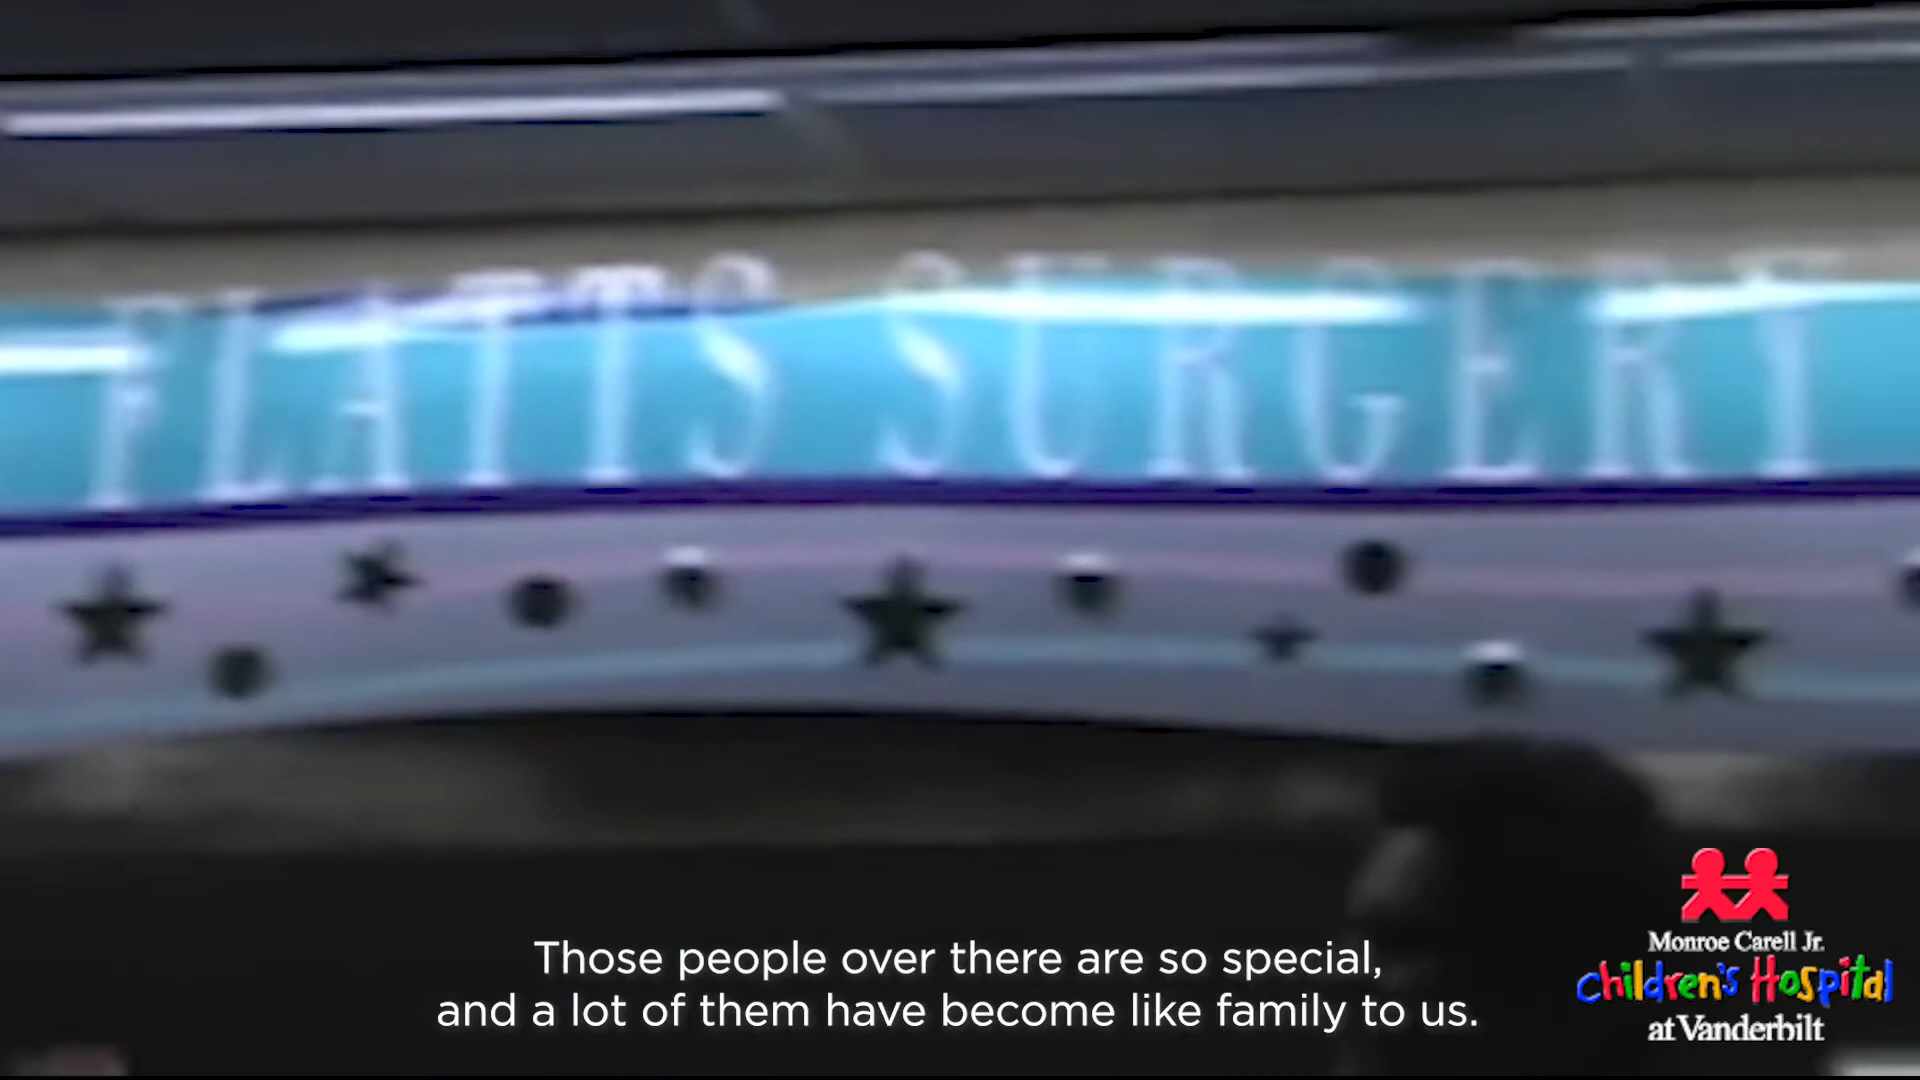 SURGERY
Those people over there are so special,
and a lot of them have become like family to us.
Monroe Carell Jr.
Children's Hospital
at Vanderbilt